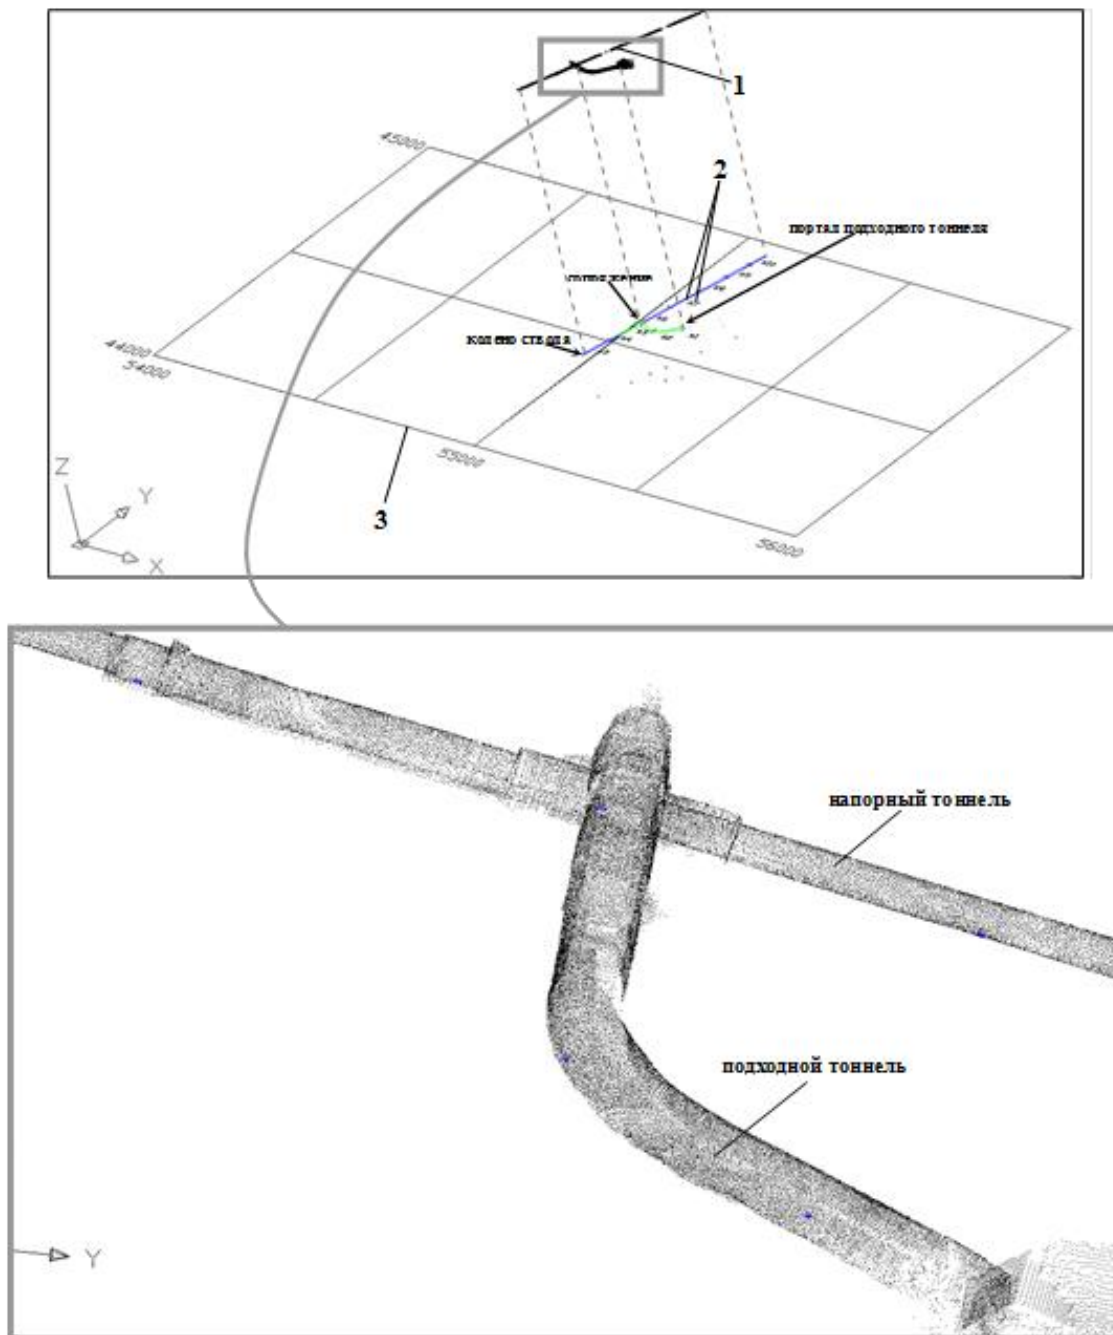 1
45000
2
портал подходного тоннеля
колено ствола
44000
54000
55000
3
56000
Z
Y
X
напорный тоннель
подходной тоннель
Y